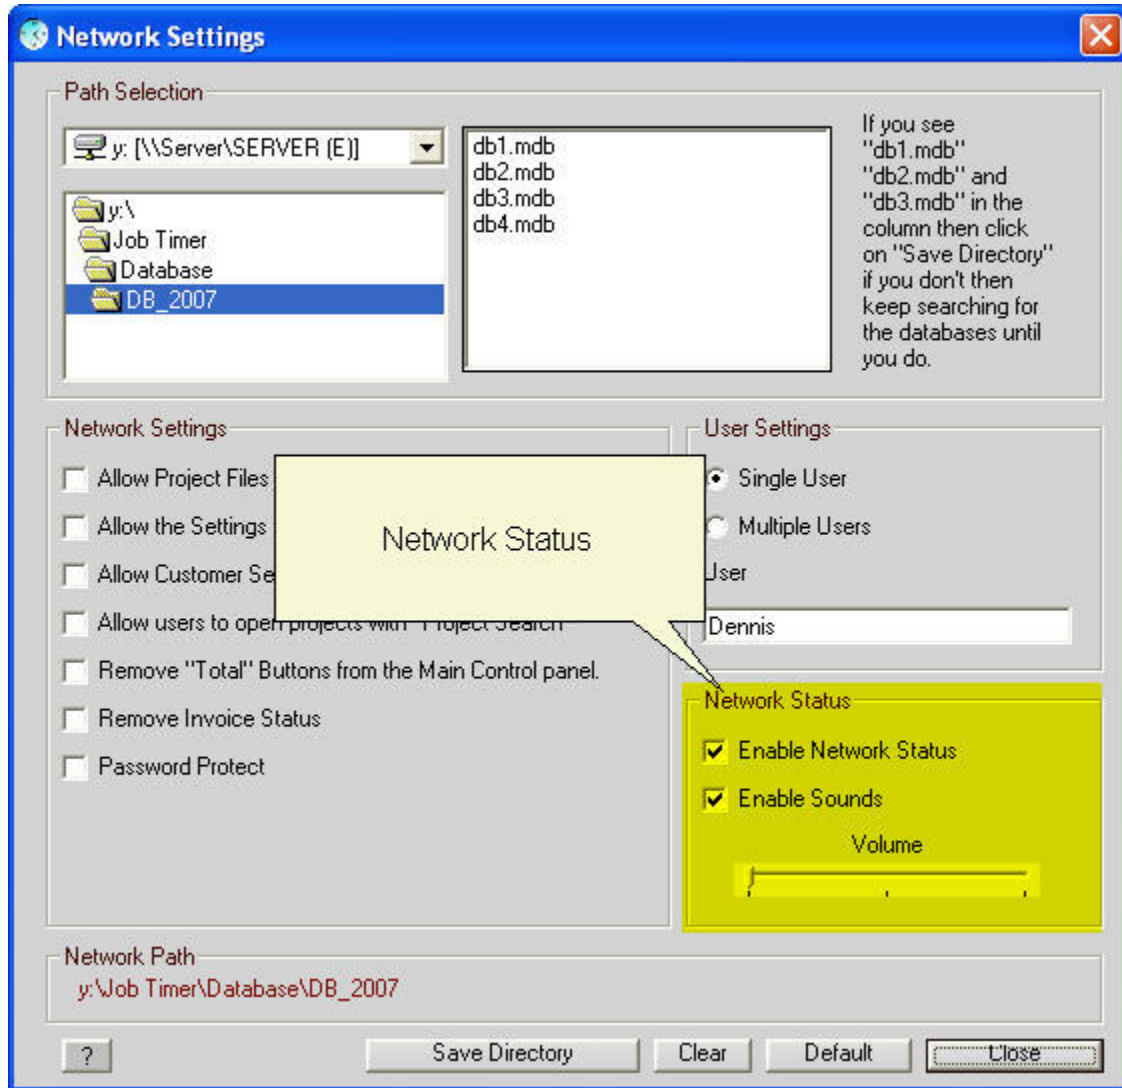 Network Settings
Path Selection
y: [\\Server\SERVER (E)]
y:\
Job Timer
Database
DB_2007
db1.mdb
db2.mdb
db3.mdb
db4.mdb
If you see
"db1.mdb"
"db2.mdb" and
"db3.mdb" in the
column then click
on "Save Directory"
if you don't then
keep searching for
the databases until
you do.
Network Settings
Allow Project Files
Allow the Settings
Allow Customer Se
Allow users to open projects with "Project Search"
Remove "Total" Buttons from the Main Control panel.
Remove Invoice Status
Password Protect
Network Status
User Settings
Single User
Multiple Users
User
Dennis
Network Status
Enable Network Status
Enable Sounds
Volume
Network Path
y:\Job Timer\Database\DB_2007
?
Save Directory
Clear
Default
Close